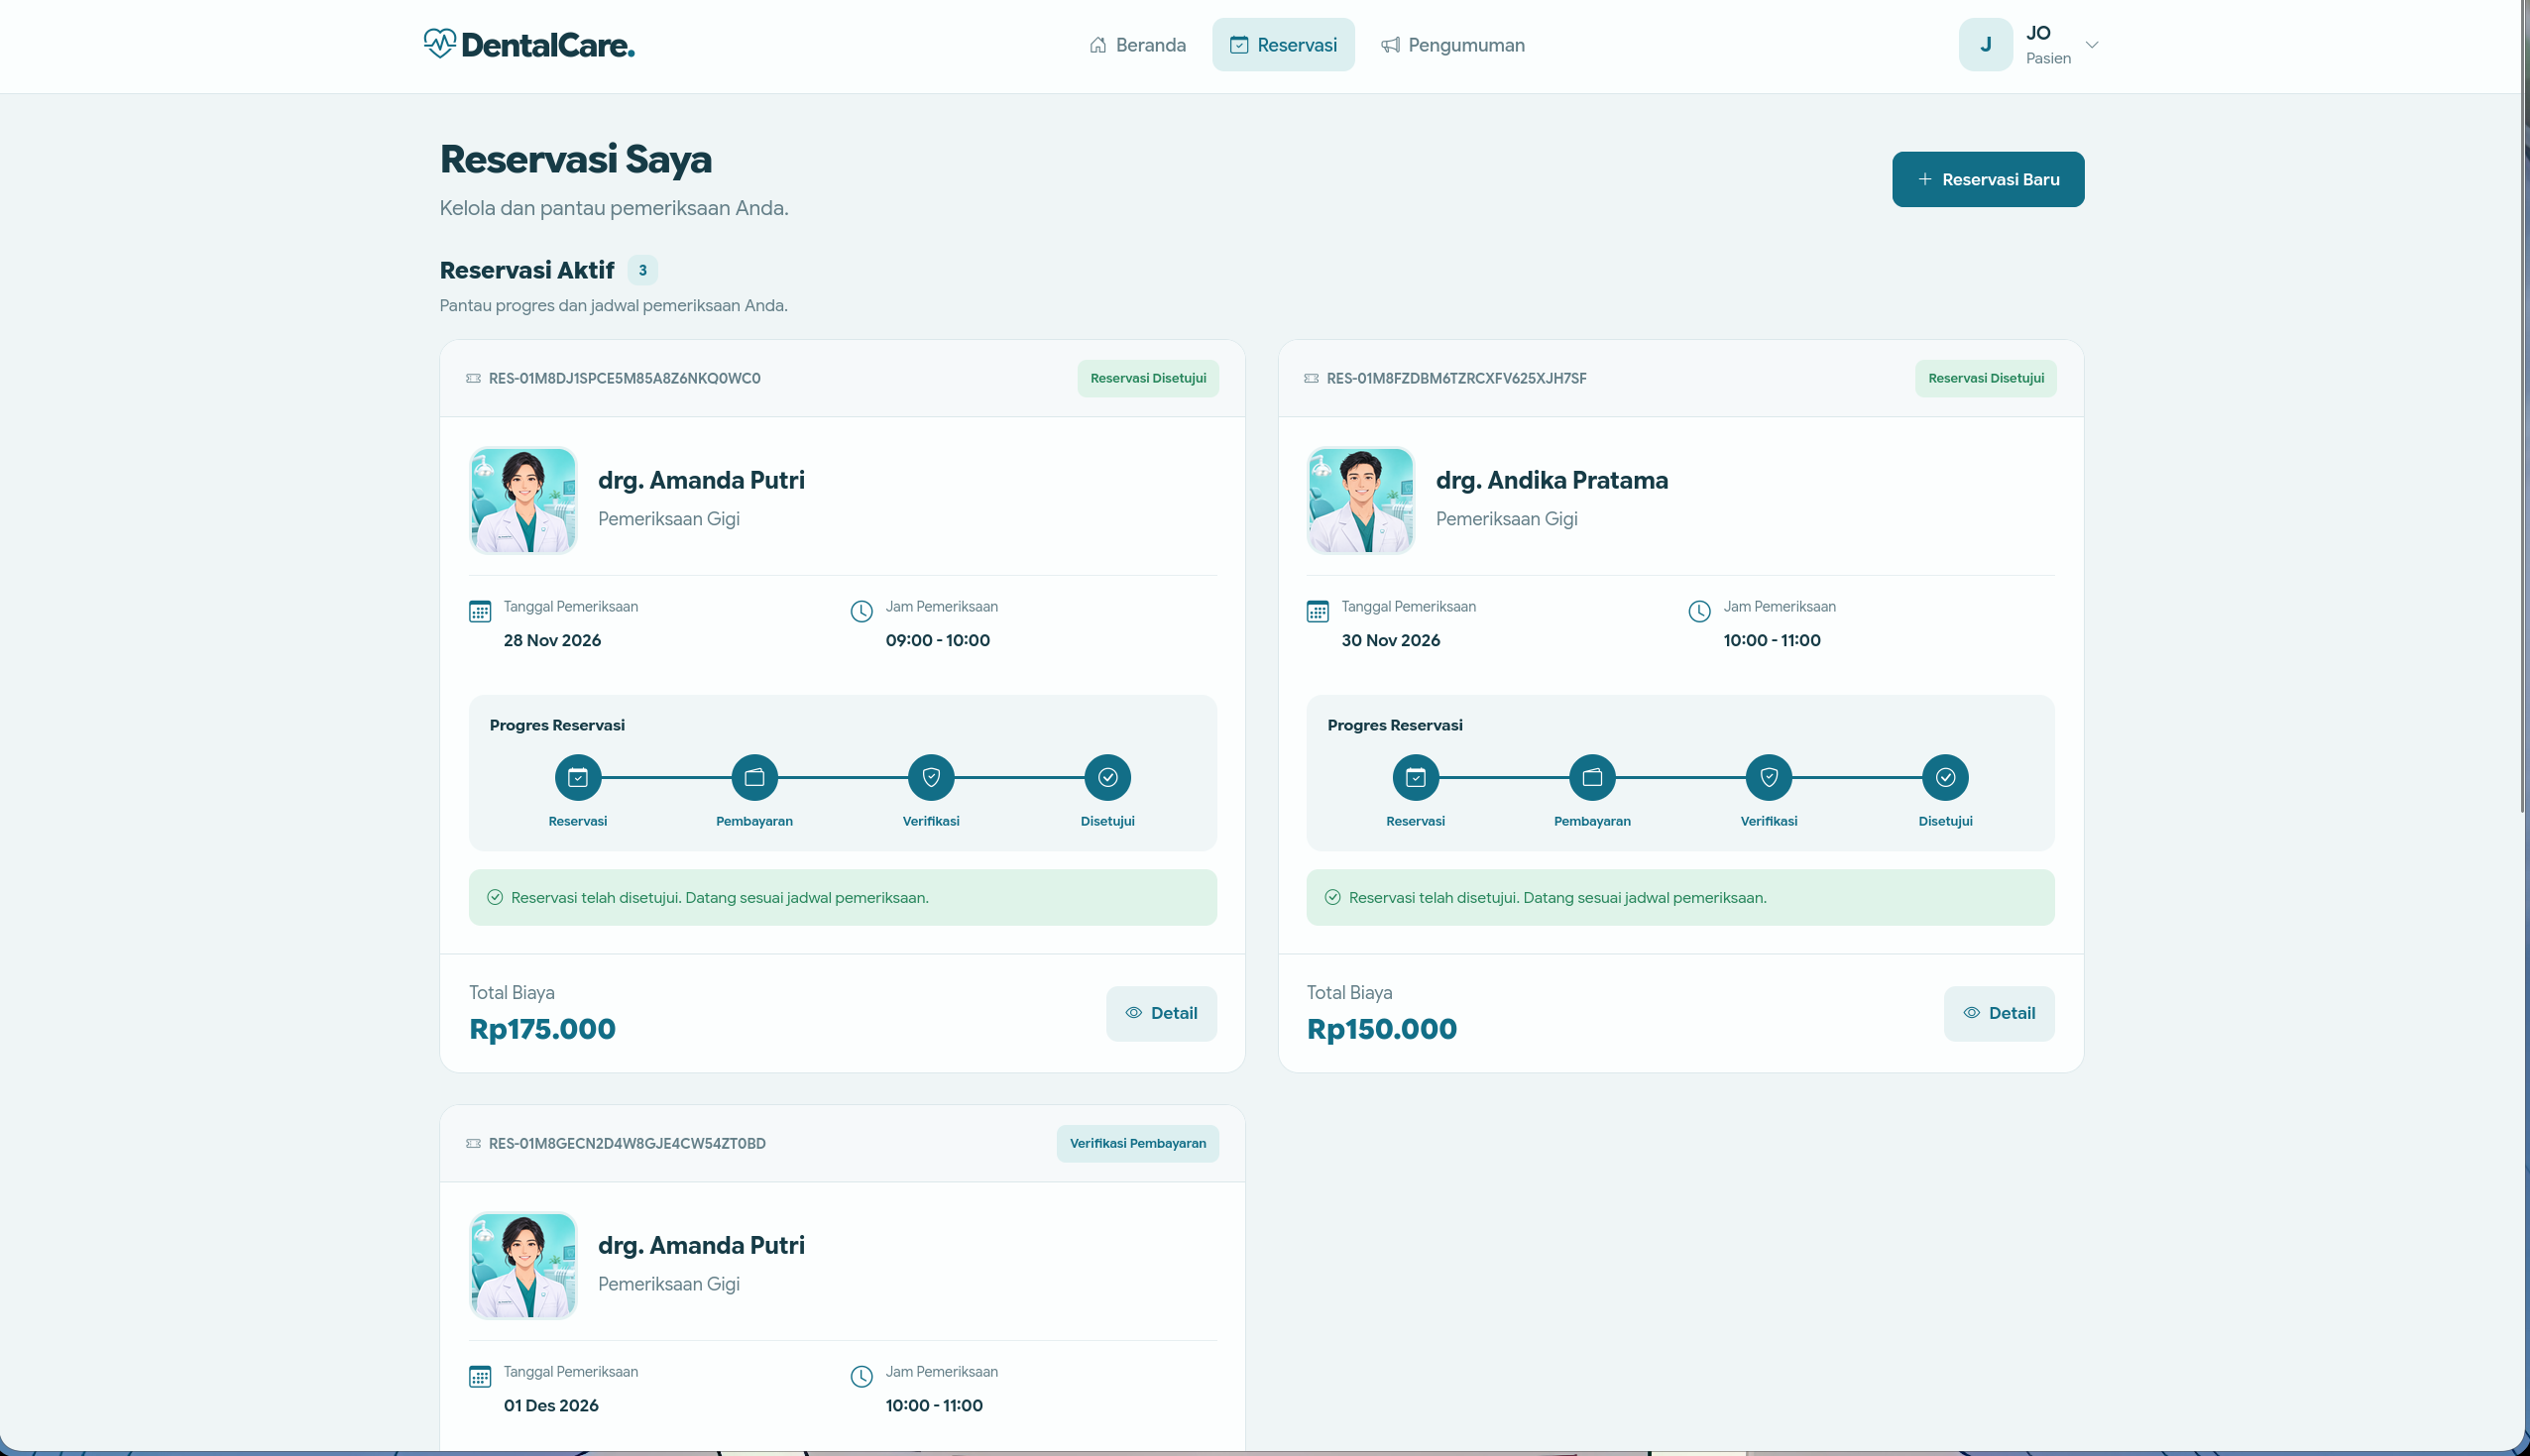 DentalCare.
Beranda
Reservasi
Pengumuman
J
JO
Pasien
Reservasi Saya
Kelola dan pantau pemeriksaan Anda.
+ Reservasi Baru
Reservasi Aktif 3
Pantau progres dan jadwal pemeriksaan Anda.
RES-01M8DJ1SPCE5M85A8Z6NKQ0WC0
Reservasi Disetujui
drg. Amanda Putri
Pemeriksaan Gigi
Tanggal Pemeriksaan
28 Nov 2026
Jam Pemeriksaan
09:00 - 10:00
Progres Reservasi
Reservasi
Pembayaran
Verifikasi
Disetujui
Reservasi telah disetujui. Datang sesuai jadwal pemeriksaan.
Total Biaya
Rp175.000
Detail
RES-01M8FZDBM6TZRCXFV625XJH7SF
Reservasi Disetujui
drg. Andika Pratama
Pemeriksaan Gigi
Tanggal Pemeriksaan
30 Nov 2026
Jam Pemeriksaan
10:00 - 11:00
Progres Reservasi
Reservasi
Pembayaran
Verifikasi
Disetujui
Reservasi telah disetujui. Datang sesuai jadwal pemeriksaan.
Total Biaya
Rp150.000
Detail
RES-01M8GECN2D4W8GJE4CW54ZT0BD
Verifikasi Pembayaran
drg. Amanda Putri
Pemeriksaan Gigi
Tanggal Pemeriksaan
01 Des 2026
Jam Pemeriksaan
10:00 - 11:00